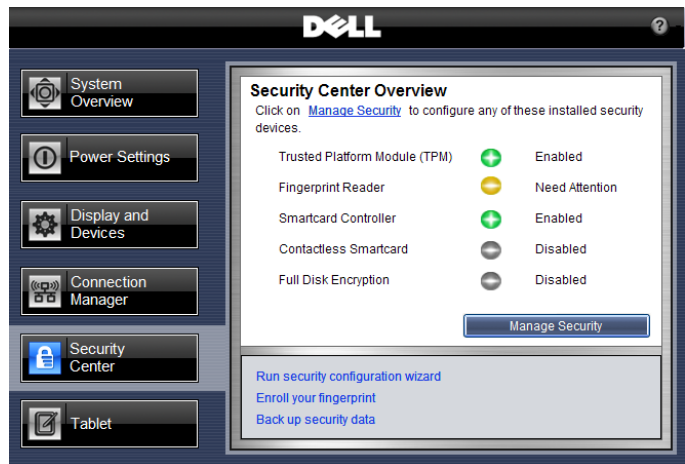 DELL
?
System
Overview
Power Settings
Display and
Devices
Connection
Manager
Security
Center
Tablet
Security Center Overview
Click on Manage Security to configure any of these installed security
devices.
Trusted Platform Module (TPM) Enabled
Fingerprint Reader Need Attention
Smartcard Controller Enabled
Contactless Smartcard Disabled
Full Disk Encryption Disabled
Manage Security
Run security configuration wizard
Enroll your fingerprint
Back up security data